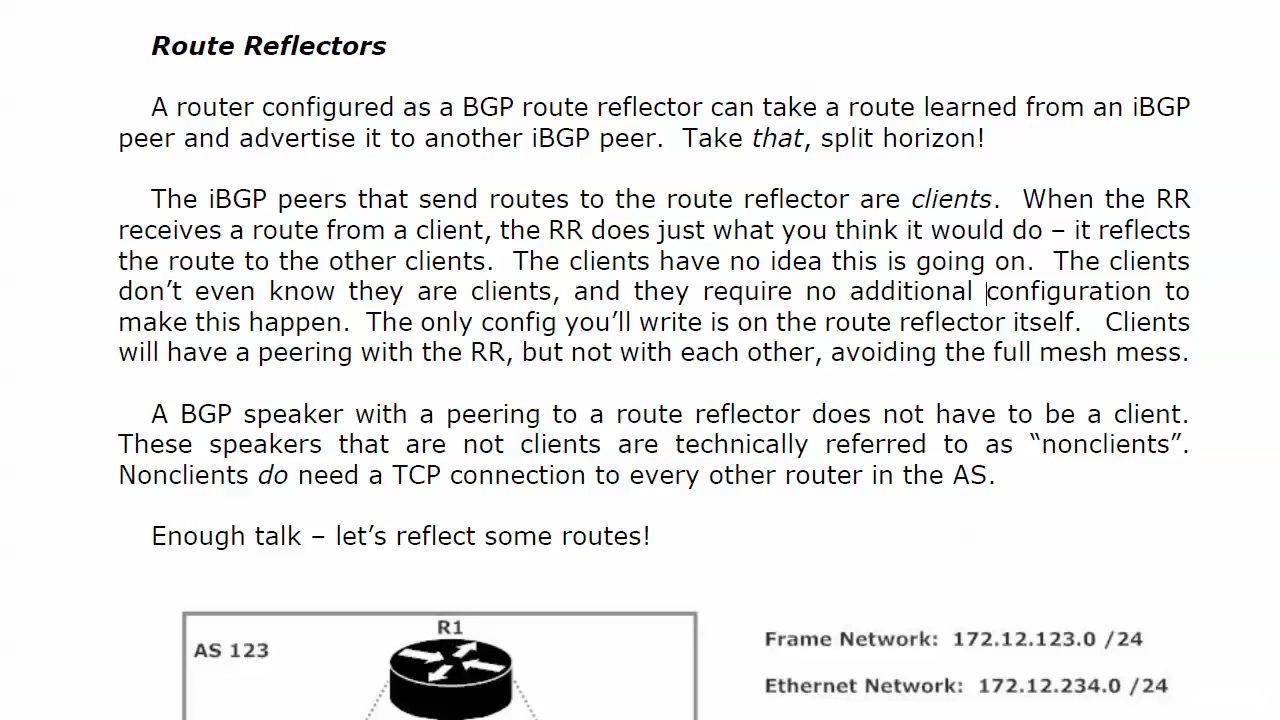 Route Reflectors
A router configured as a BGP route reflector can take a route learned from an iBGP
peer and advertise it to another iBGP peer.  Take that, split horizon!
The iBGP peers that send routes to the route reflector are clients.  When the RR
receives a route from a client, the RR does just what you think it would do – it reflects
the route to the other clients.  The clients have no idea this is going on.  The clients
don’t even know they are clients, and they require no additional configuration to
make this happen.  The only config you’ll write is on the route reflector itself.   Clients
will have a peering with the RR, but not with each other, avoiding the full mesh mess.
A BGP speaker with a peering to a route reflector does not have to be a client.
These speakers that are not clients are technically referred to as “nonclients”.
Nonclients do need a TCP connection to every other router in the AS.
Enough talk – let’s reflect some routes!
R1
AS 123
Frame Network:  172.12.123.0 /24
Ethernet Network:  172.12.234.0 /24